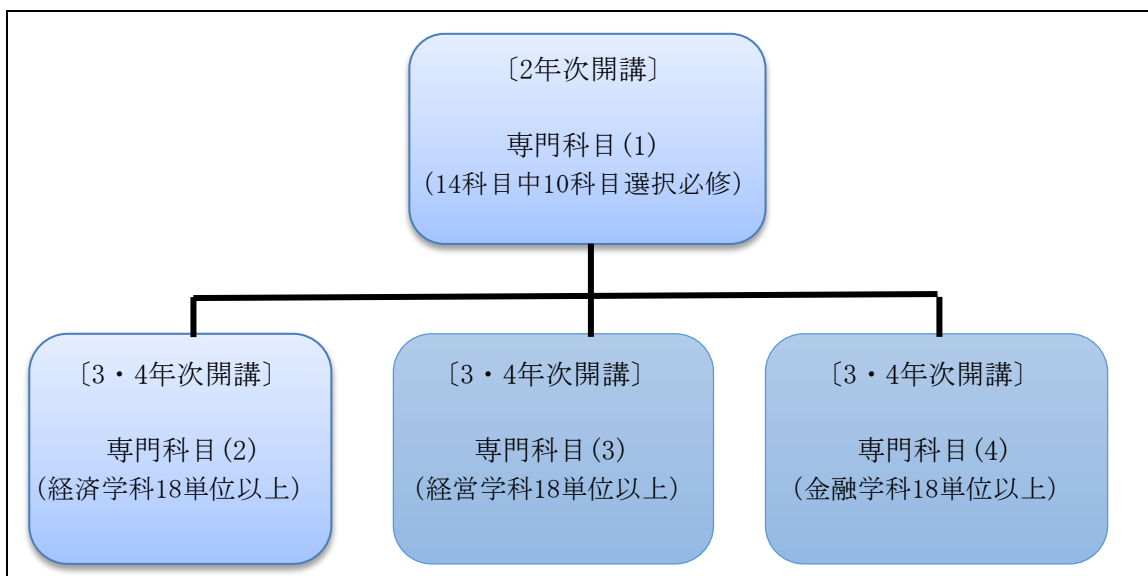 〔2年次開講〕
専門科目(1)
(14科目中10科目選択必修)
〔3・4年次開講〕
専門科目(2)
(経済学科18単位以上)
〔3・4年次開講〕
専門科目(3)
(経営学科18単位以上)
〔3・4年次開講〕
専門科目(4)
(金融学科18単位以上)